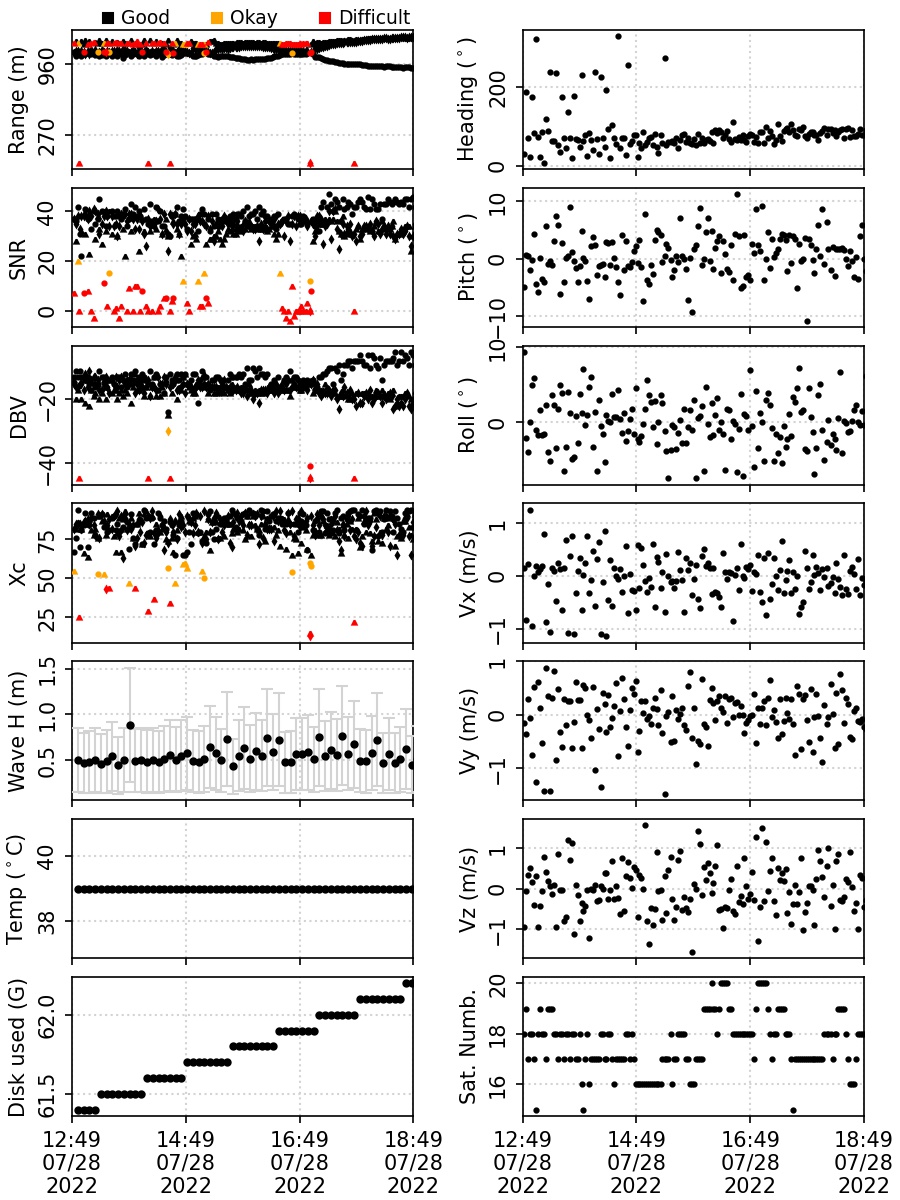 Good Okay Difficult
Range (m)
960
270
Heading (°)
200
0
SNR
40
20
0
Pitch (°)
10
0
−10
DBV
−20
−40
Roll (°)
10
0
Xc
75
50
25
Vx (m/s)
1
0
−1
Wave H (m)
1.5
1.0
0.5
Vy (m/s)
1
0
−1
Temp (°C)
40
38
Vz (m/s)
1
0
−1
Disk used (G)
62.0
61.5
Sat. Numb.
20
18
16
12:49 14:49 16:49 18:49 12:49 14:49 16:49 18:49
07/28 07/28 07/28 07/28 07/28 07/28 07/28 07/28
2022 2022 2022 2022 2022 2022 2022 2022